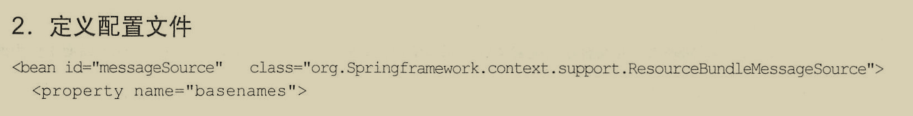 2. 定义配置文件
<bean id="messageSource"   class="org.Springframework.context.support.ResourceBundleMessageSource">
  <property name="basenames">